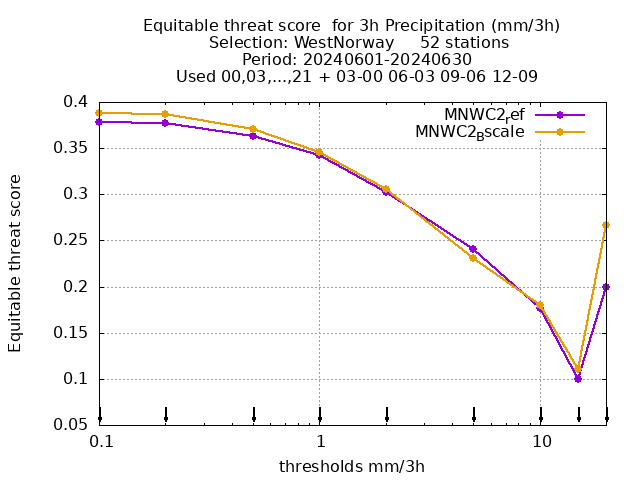 Equitable threat score  for 3h Precipitation (mm/3h)
Selection: WestNorway     52 stations
Period: 20240601-20240630
Used 00,03,...,21 + 03-00 06-03 09-06 12-09
MNWC2ref
MNWC2Bscale
0.4
0.35
0.3
0.25
0.2
0.15
0.1
0.05
Equitable threat score
0.1 1 10
thresholds mm/3h